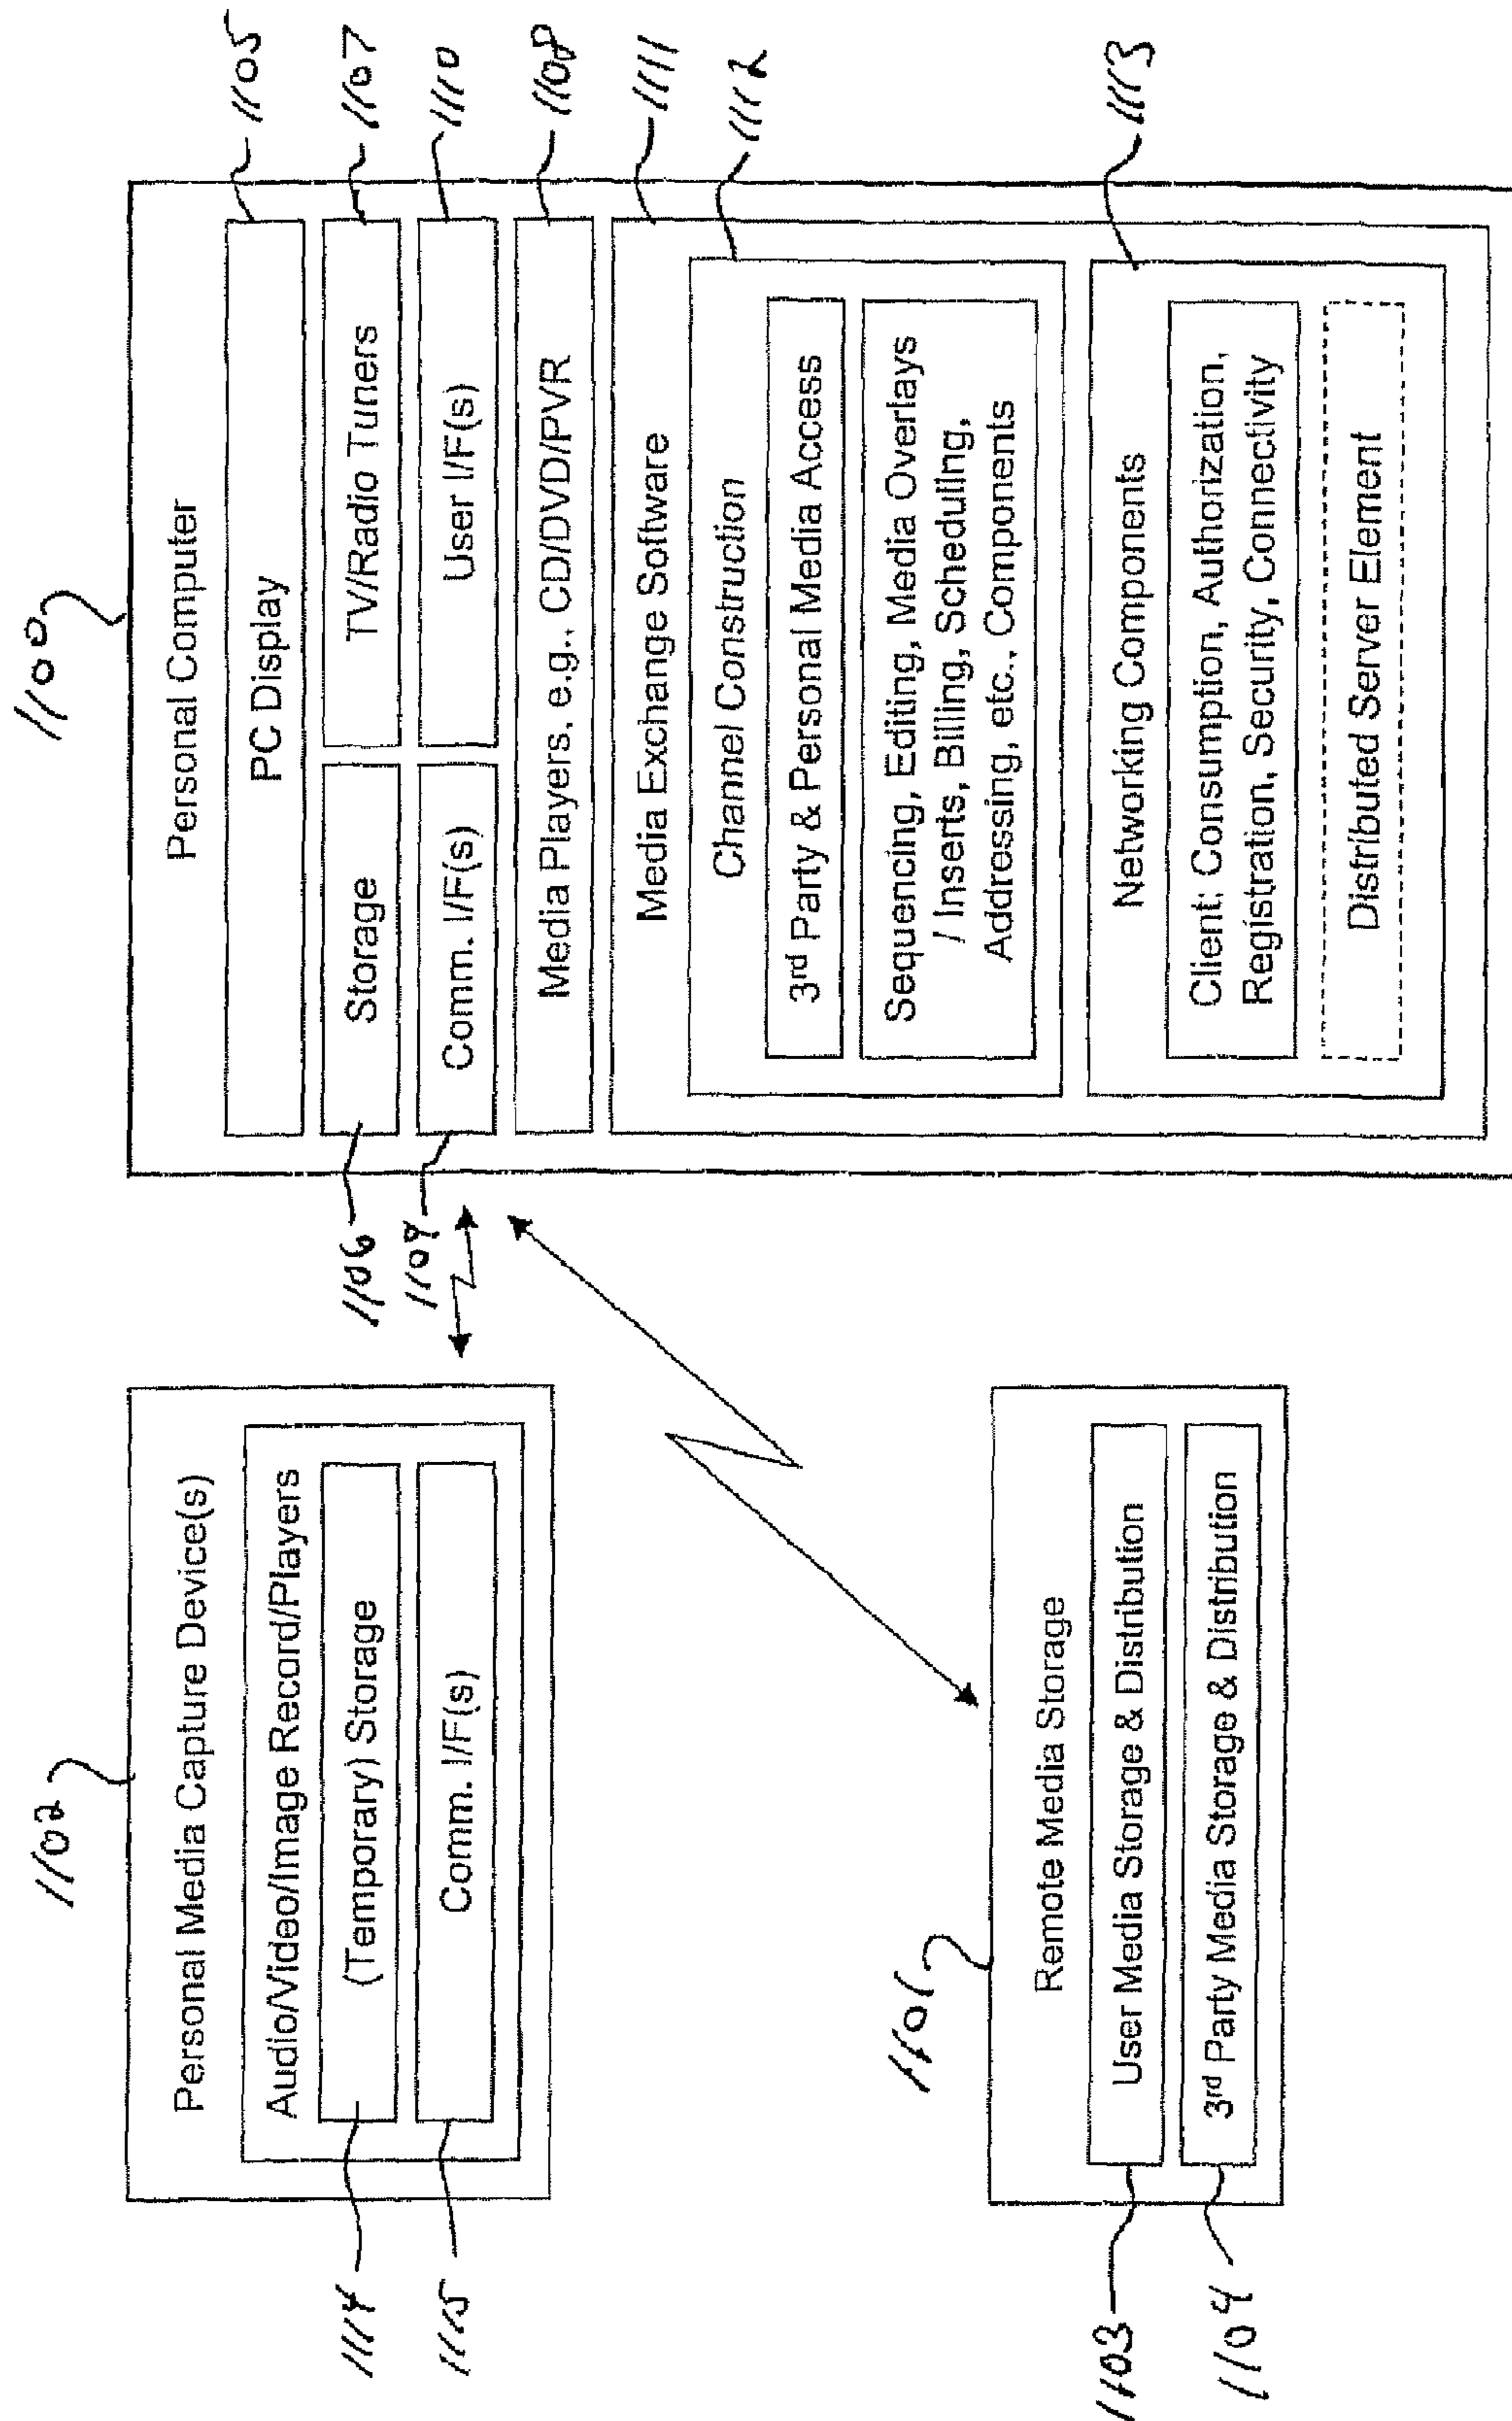 1100
Personal Computer
PC Display
1105
Storage
TV/Radio Tuners
1106
1107
Comm. I/F(s)
User I/F(s)
1109
1110
Media Players, e.g., CD/DVD/PVR
1108
Media Exchange Software
1111
Channel Construction
1112
3rd Party & Personal Media Access
Sequencing, Editing, Media Overlays
/ Inserts, Billing, Scheduling,
Addressing, etc., Components
Networking Components
1113
Client: Consumption, Authorization,
Registration, Security, Connectivity
Distributed Server Element
1102
Personal Media Capture Device(s)
Audio/Video/Image Record/Players
(Temporary) Storage
1114
Comm. I/F(s)
1115
1101
Remote Media Storage
User Media Storage & Distribution
1103
3rd Party Media Storage & Distribution
1104